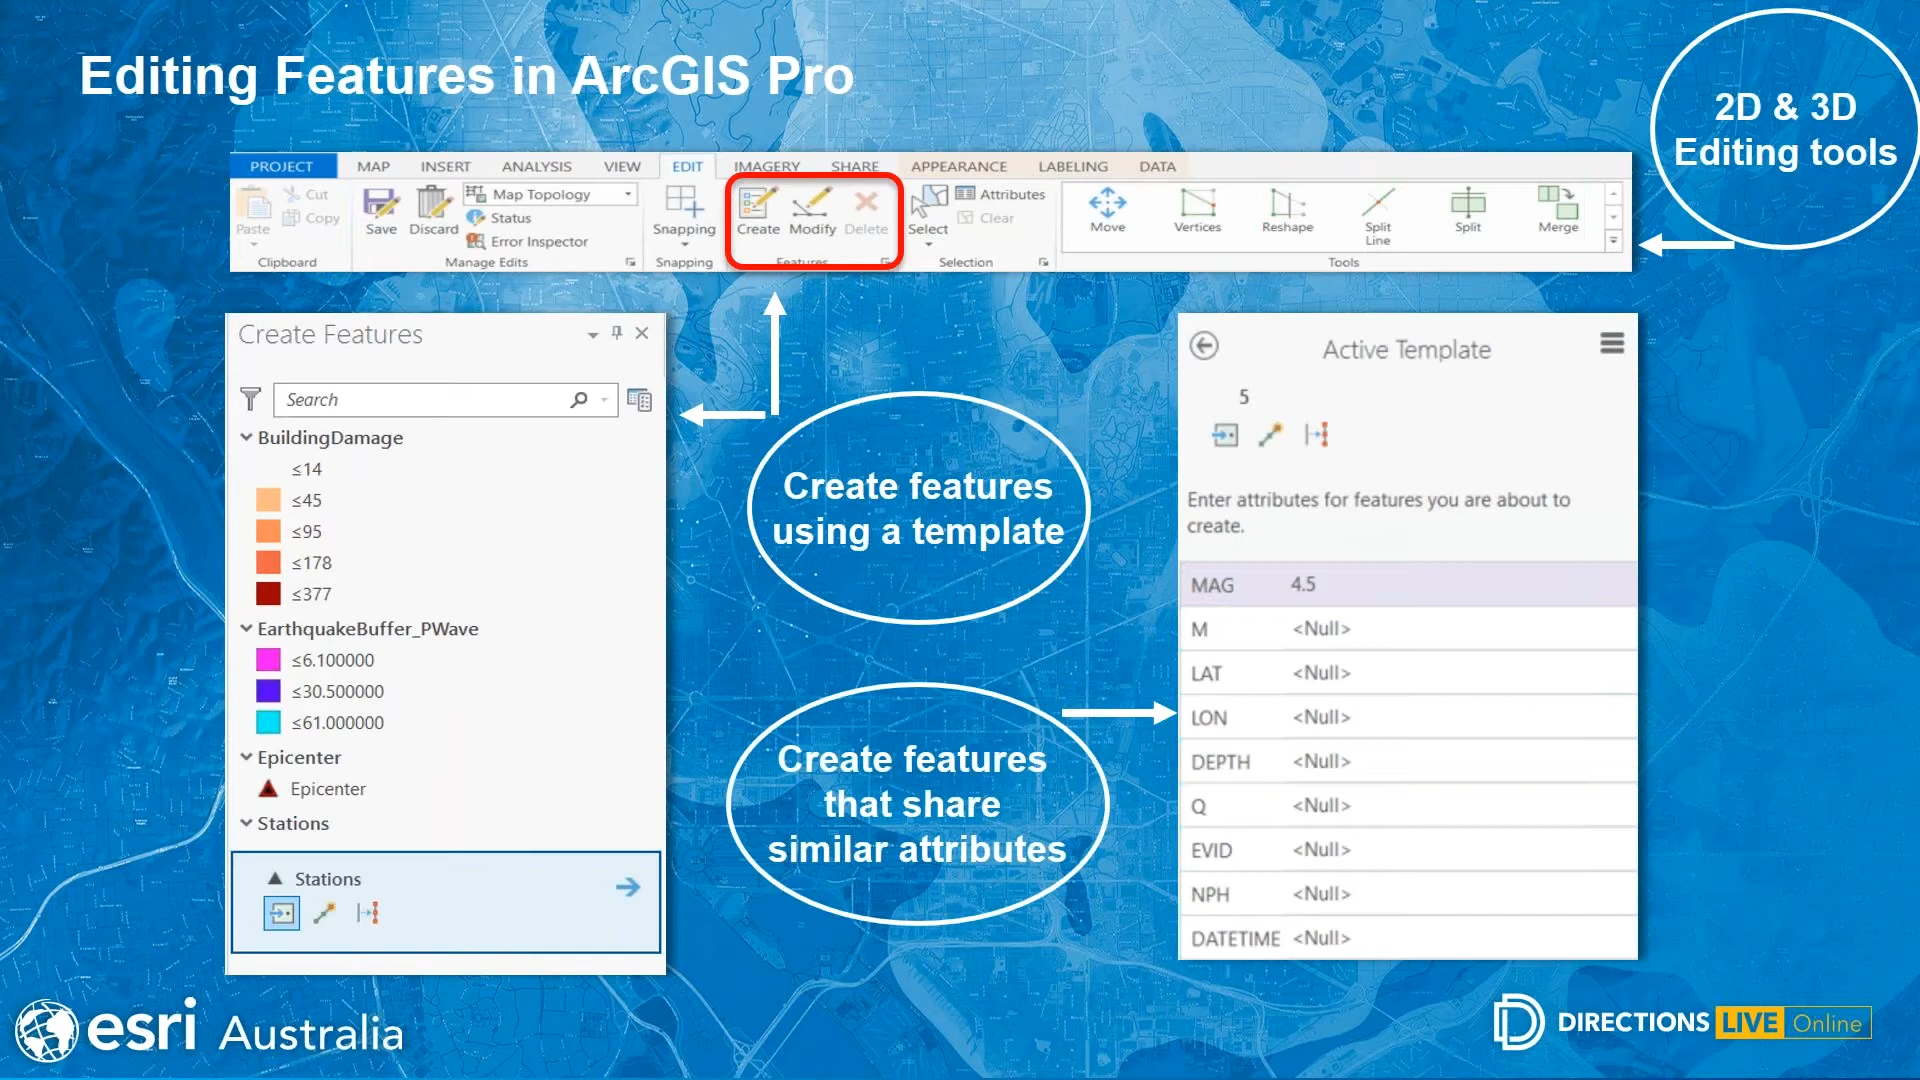 Editing Features in ArcGIS Pro
2D & 3D
Editing tools
PROJECT MAP INSERT ANALYSIS VIEW EDIT IMAGERY SHARE APPEARANCE LABELING DATA
Paste
Cut
Copy
Clipboard
Save
Discard
Map Topology
Status
Error Inspector
Manage Edits
Snapping
Snapping
Create
Modify
Delete
Features
Select
Attributes
Clear
Selection
Move
Vertices
Reshape
Split
Line
Split
Merge
Tools
Create Features
Search
BuildingDamage
≤14
≤45
≤95
≤178
≤377
EarthquakeBuffer_PWave
≤6.100000
≤30.500000
≤61.000000
Epicenter
Epicenter
Stations
Stations
Create features
using a template
Create features
that share
similar attributes
Active Template
5
Enter attributes for features you are about to
create.
MAG 4.5
M <Null>
LAT <Null>
LON <Null>
DEPTH <Null>
Q <Null>
EVID <Null>
NPH <Null>
DATETIME <Null>
esri Australia
DIRECTIONS LIVE Online